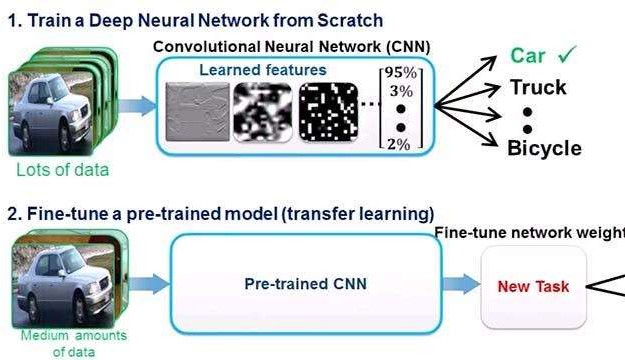 1. Train a Deep Neural Network from Scratch
Convolutional Neural Network (CNN)
Learned features
95%
3%
2%
Car ✓
Truck
Bicycle
Lots of data
2. Fine-tune a pre-trained model (transfer learning)
Fine-tune network weight
Pre-trained CNN
New Task
Medium amounts
of data